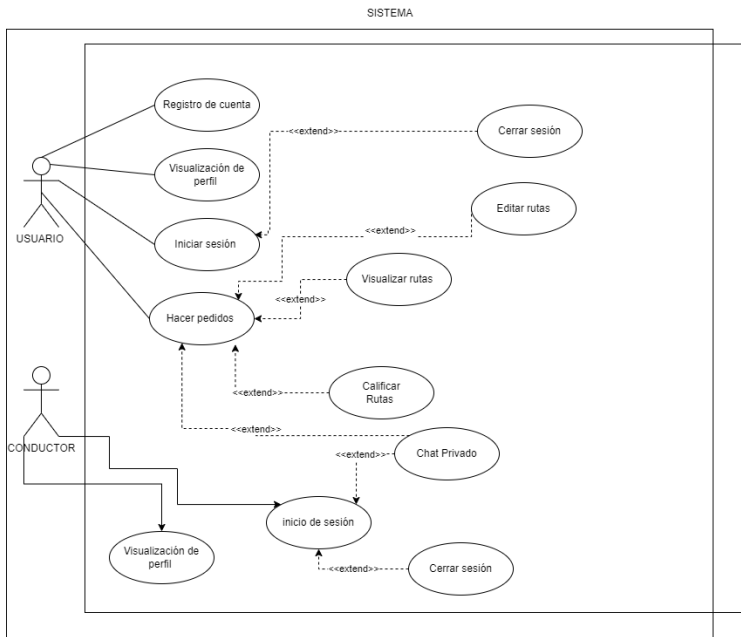 SISTEMA
Registro de cuenta
<<extend>>
Cerrar sesión
Visualización de
perfil
Editar rutas
USUARIO
Iniciar sesión
<<extend>>
Visualizar rutas
<<extend>>
Hacer pedidos
<<extend>>
Calificar
Rutas
<<extend>>
CONDUCTOR
Chat Privado
<<extend>>
inicio de sesión
Visualización de
perfil
<<extend>>
Cerrar sesión